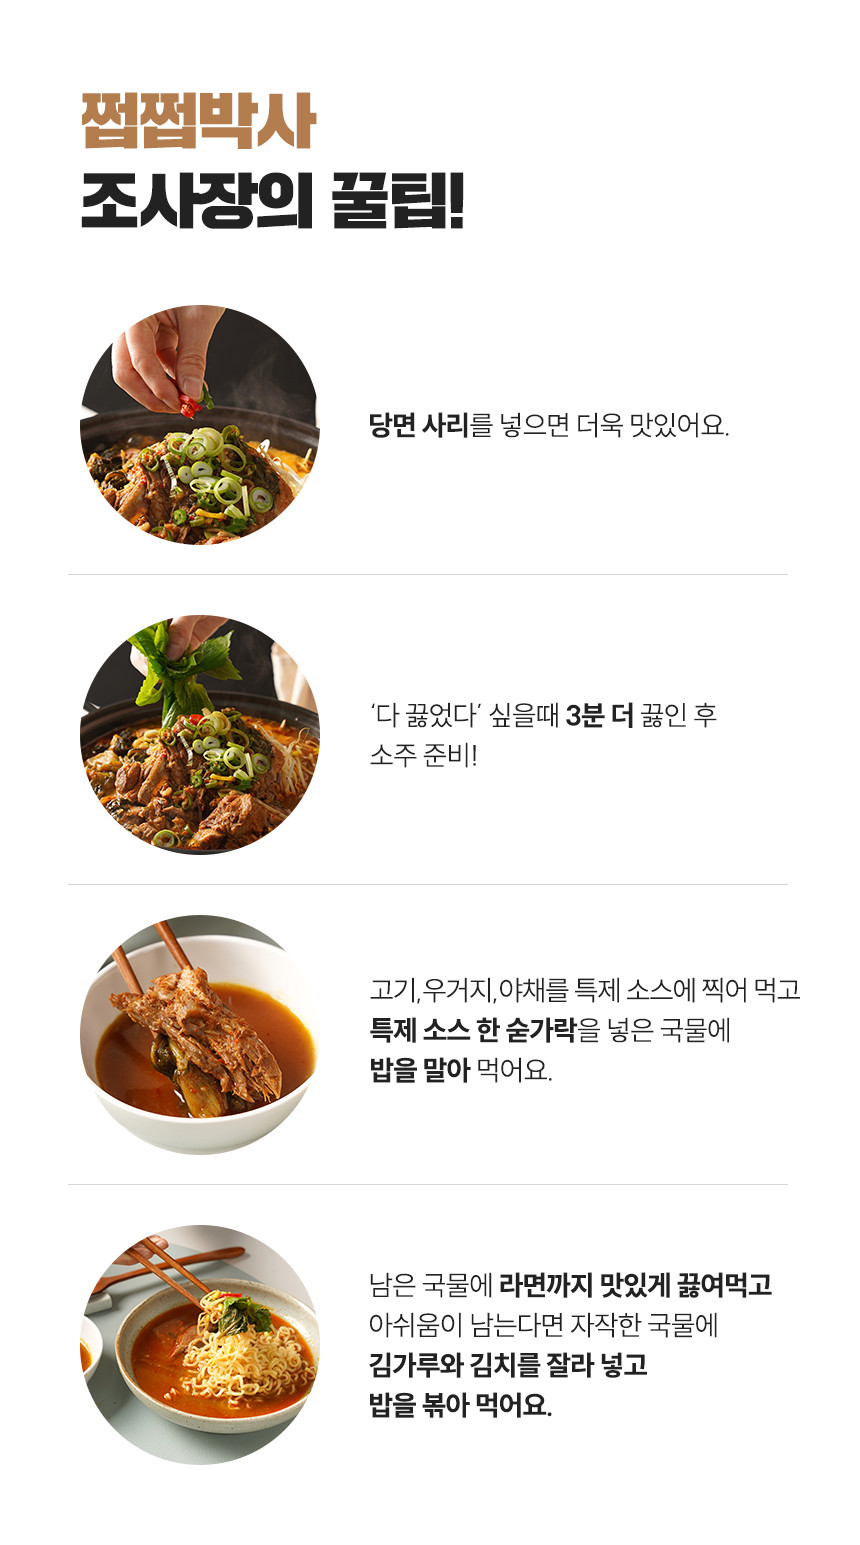 쩝쩝박사
조사장의 꿀팁!
당면 사리를 넣으면 더욱 맛있어요.
‘다 끓었다’ 싶을때 3분 더 끓인 후
소주 준비!
고기,우거지,야채를 특제 소스에 찍어 먹고
특제 소스 한 숟가락을 넣은 국물에
밥을 말아 먹어요.
남은 국물에 라면까지 맛있게 끓여먹고
아쉬움이 남는다면 자작한 국물에
김가루와 김치를 잘라 넣고
밥을 볶아 먹어요.